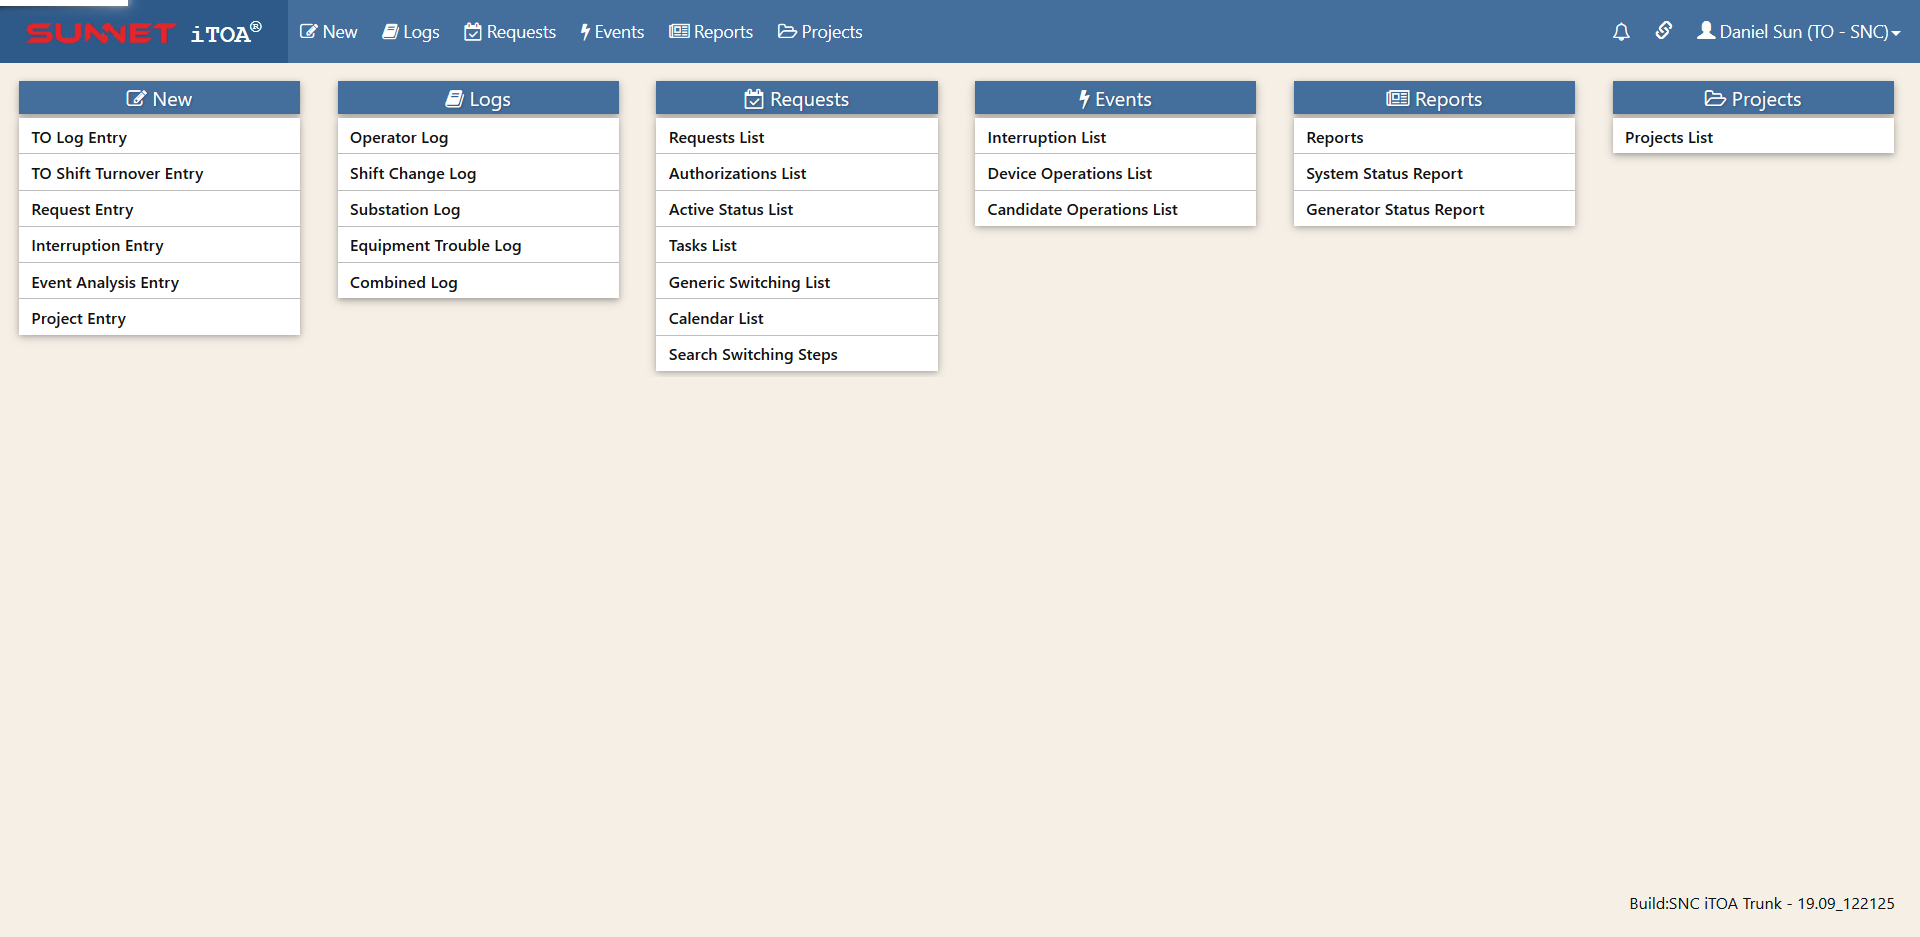 SUNNET iTOA®
New
Logs
Requests
Events
Reports
Projects
Daniel Sun (TO - SNC)
New
TO Log Entry
TO Shift Turnover Entry
Request Entry
Interruption Entry
Event Analysis Entry
Project Entry
Logs
Operator Log
Shift Change Log
Substation Log
Equipment Trouble Log
Combined Log
Requests
Requests List
Authorizations List
Active Status List
Tasks List
Generic Switching List
Calendar List
Search Switching Steps
Events
Interruption List
Device Operations List
Candidate Operations List
Reports
Reports
System Status Report
Generator Status Report
Projects
Projects List
Build:SNC iTOA Trunk - 19.09_122125